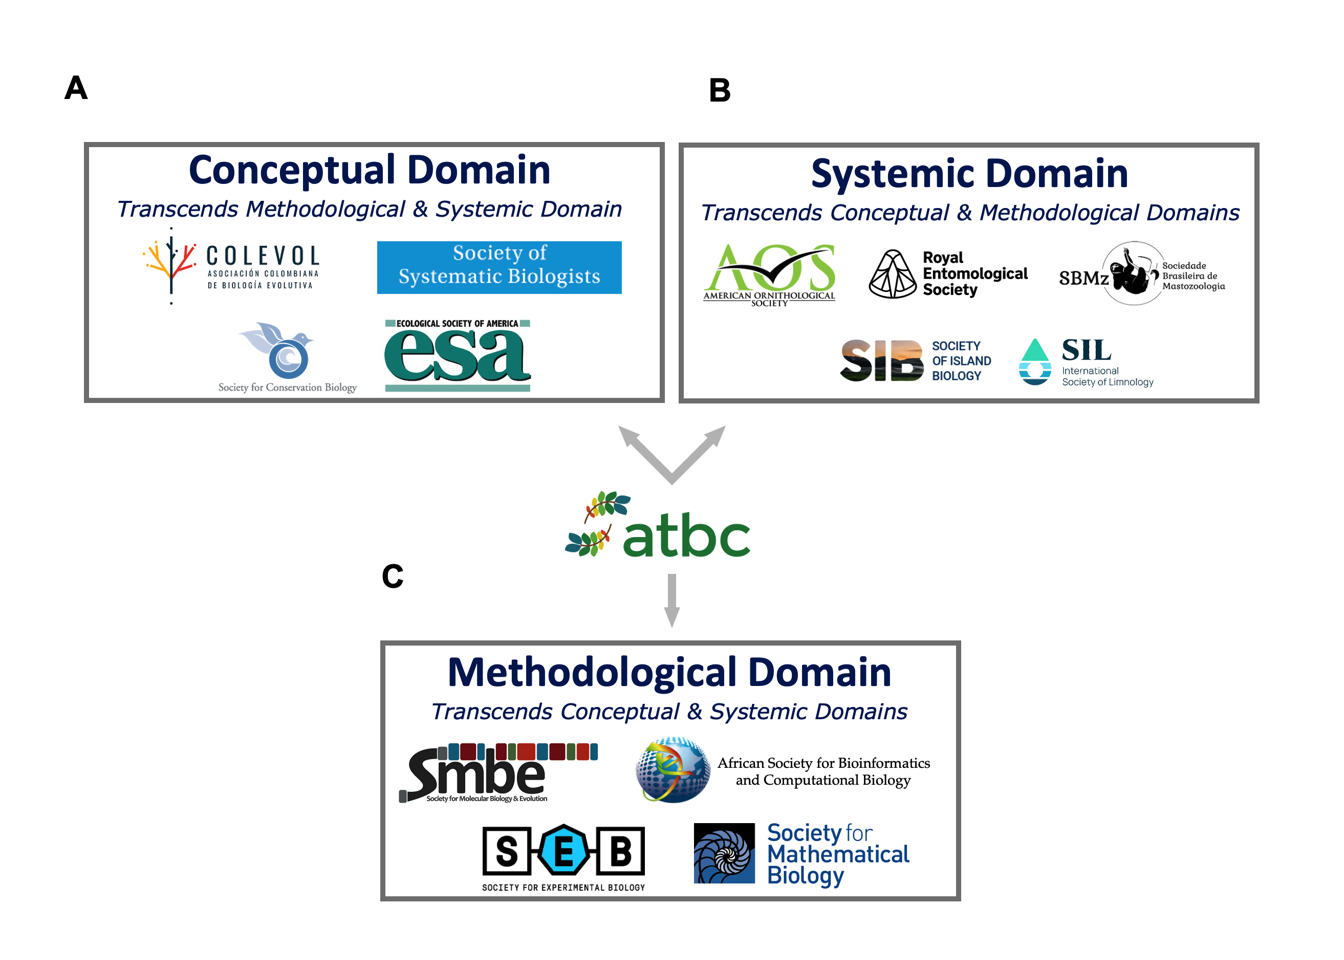 A
Conceptual Domain
Transcends Methodological & Systemic Domain
COLEVOL
ASOCIACIÓN COLOMBIANA
DE BIOLOGÍA EVOLUTIVA
Society of
Systematic Biologists
Society for Conservation Biology
ECOLOGICAL SOCIETY OF AMERICA
esa
B
Systemic Domain
Transcends Conceptual & Methodological Domains
AOS
AMERICAN ORNITHOLOGICAL
SOCIETY
Royal
Entomological
Society
SBMz
Sociedade
Brasileira de
Mastozoologia
SIB
SOCIETY
OF ISLAND
BIOLOGY
SIL
International
Society of Limnology
atbc
C
Methodological Domain
Transcends Conceptual & Systemic Domains
Smbe
Society for Molecular Biology & Evolution
African Society for Bioinformatics
and Computational Biology
SEB
SOCIETY FOR EXPERIMENTAL BIOLOGY
Society for
Mathematical
Biology